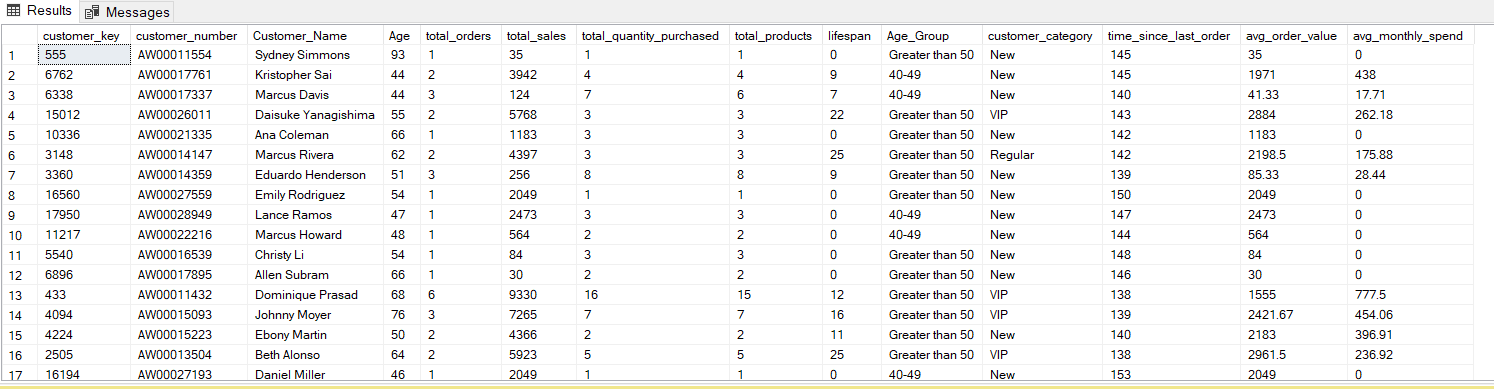 Results Messages
customer_key customer_number Customer_Name Age total_orders total_sales total_quantity_purchased total_products lifespan Age_Group customer_category time_since_last_order avg_order_value avg_monthly_spend
1 555 AW00011554 Sydney Simmons 93 1 35 1 1 0 Greater than 50 New 145 35 0
2 6762 AW00017761 Kristopher Sai 44 2 3942 4 4 9 40-49 New 145 1971 438
3 6338 AW00017337 Marcus Davis 44 3 124 7 6 7 40-49 New 140 41.33 17.71
4 15012 AW00026011 Daisuke Yanagishima 55 2 5768 3 3 22 Greater than 50 VIP 143 2884 262.18
5 10336 AW00021335 Ana Coleman 66 1 1183 3 3 0 Greater than 50 New 142 1183 0
6 3148 AW00014147 Marcus Rivera 62 2 4397 3 3 25 Greater than 50 Regular 142 2198.5 175.88
7 3360 AW00014359 Eduardo Henderson 51 3 256 8 8 9 Greater than 50 New 139 85.33 28.44
8 16560 AW00027559 Emily Rodriguez 54 1 2049 1 1 0 Greater than 50 New 150 2049 0
9 17950 AW00028949 Lance Ramos 47 1 2473 3 3 0 40-49 New 147 2473 0
10 11217 AW00022216 Marcus Howard 48 1 564 2 2 0 40-49 New 144 564 0
11 5540 AW00016539 Christy Li 54 1 84 3 3 0 Greater than 50 New 148 84 0
12 6896 AW00017895 Allen Subram 66 1 30 2 2 0 Greater than 50 New 146 30 0
13 433 AW00011432 Dominique Prasad 68 6 9330 16 15 12 Greater than 50 VIP 138 1555 777.5
14 4094 AW00015093 Johnny Moyer 76 3 7265 7 7 16 Greater than 50 VIP 139 2421.67 454.06
15 4224 AW00015223 Ebony Martin 50 2 4366 2 2 11 Greater than 50 New 140 2183 396.91
16 2505 AW00013504 Beth Alonso 64 2 5923 5 5 25 Greater than 50 VIP 138 2961.5 236.92
17 16194 AW00027193 Daniel Miller 46 1 2049 1 1 0 40-49 New 153 2049 0